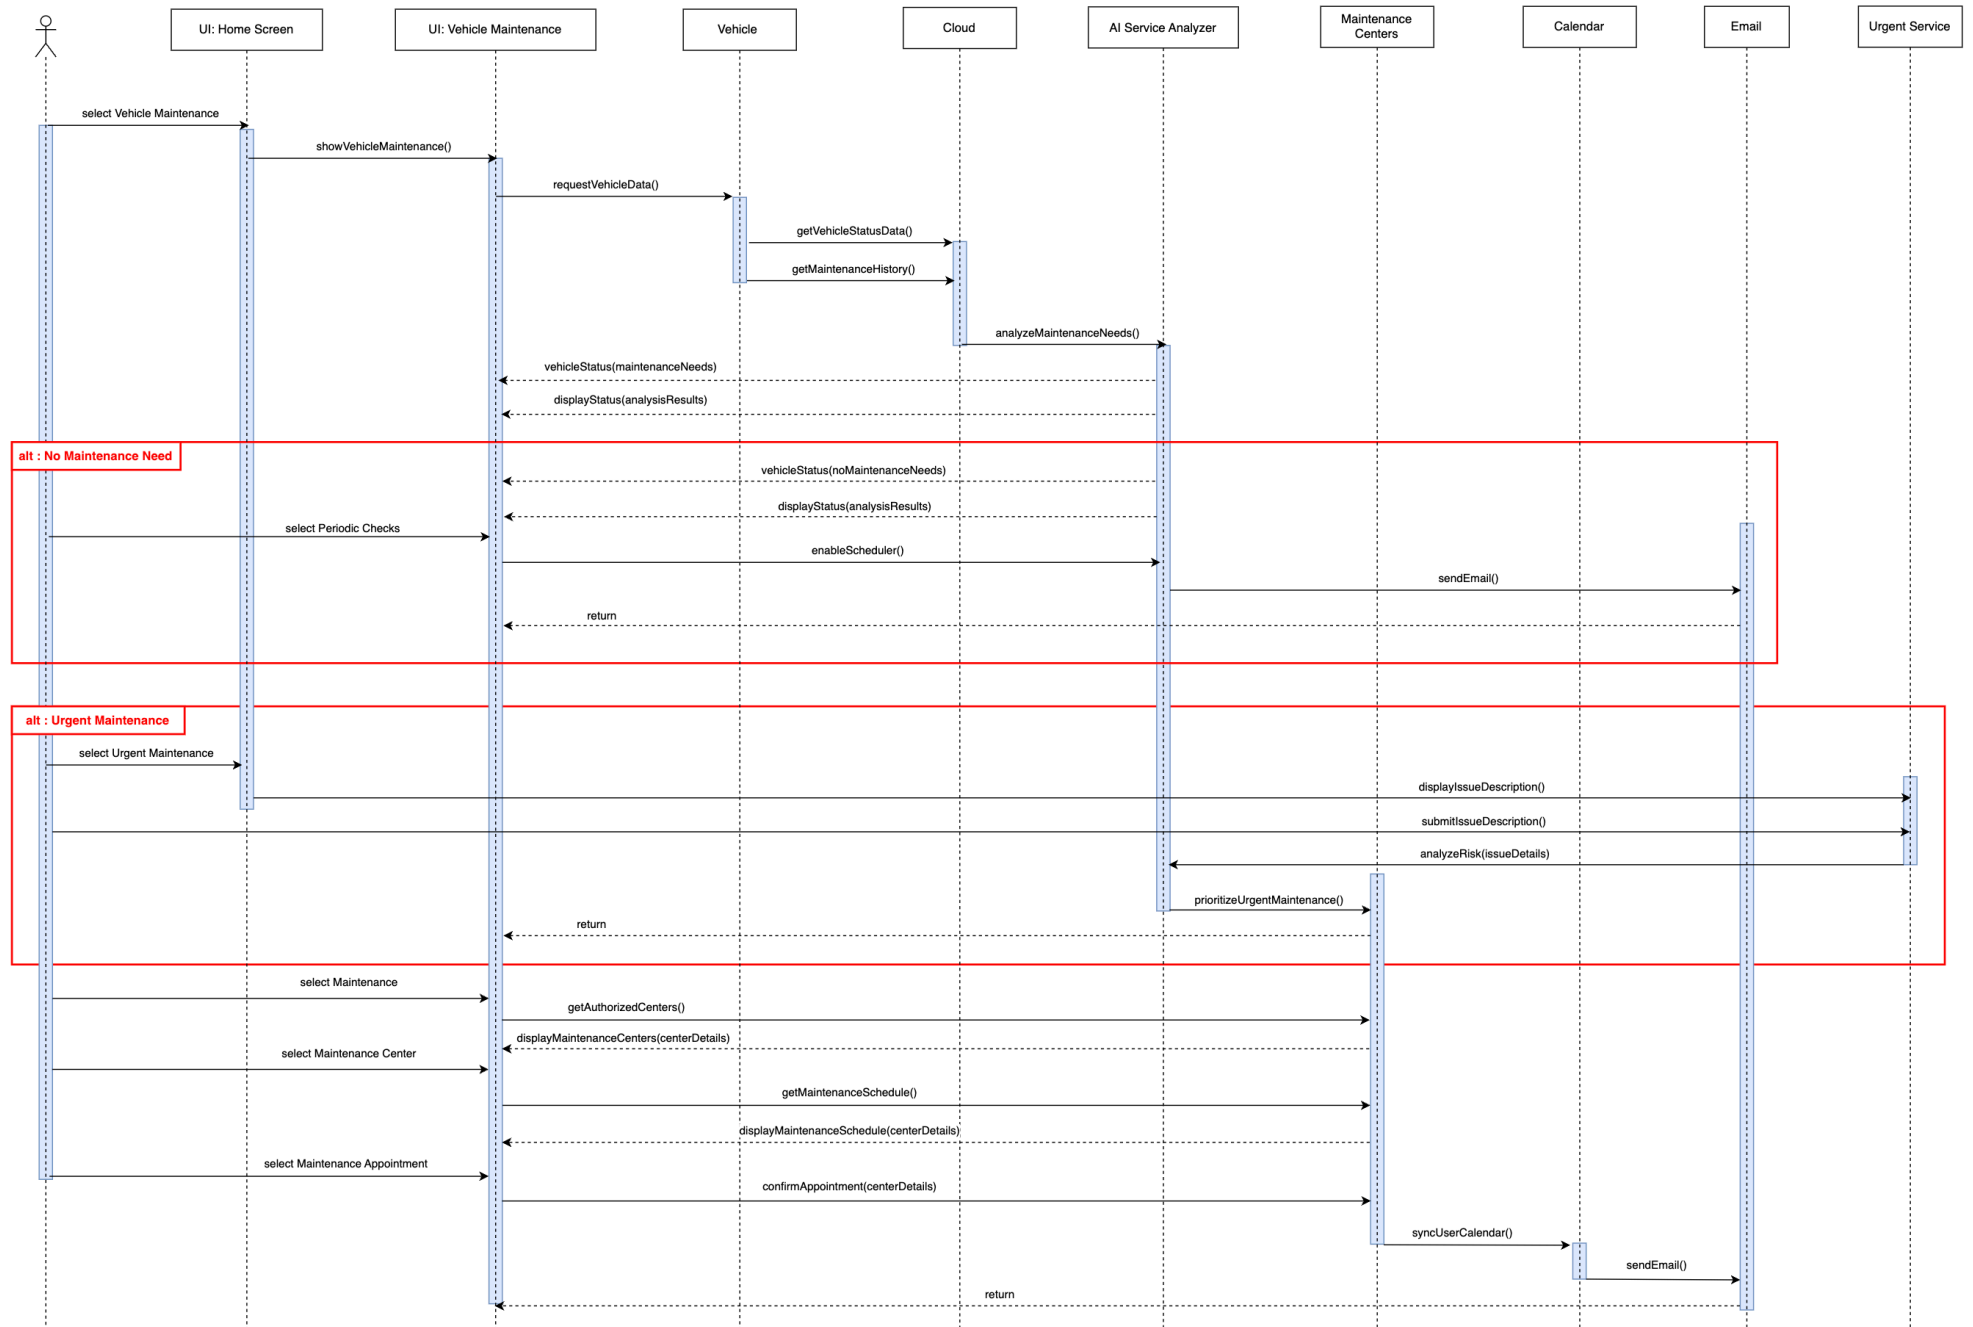 UI: Home Screen
UI: Vehicle Maintenance
Vehicle
Cloud
AI Service Analyzer
Maintenance
Centers
Calendar
Email
Urgent Service
select Vehicle Maintenance
showVehicleMaintenance()
requestVehicleData()
getVehicleStatusData()
getMaintenanceHistory()
analyzeMaintenanceNeeds()
vehicleStatus(maintenanceNeeds)
displayStatus(analysisResults)
alt : No Maintenance Need
vehicleStatus(noMaintenanceNeeds)
displayStatus(analysisResults)
select Periodic Checks
enableScheduler()
sendEmail()
return
alt : Urgent Maintenance
select Urgent Maintenance
displayIssueDescription()
submitIssueDescription()
analyzeRisk(issueDetails)
prioritizeUrgentMaintenance()
return
select Maintenance
getAuthorizedCenters()
displayMaintenanceCenters(centerDetails)
select Maintenance Center
getMaintenanceSchedule()
displayMaintenanceSchedule(centerDetails)
select Maintenance Appointment
confirmAppointment(centerDetails)
syncUserCalendar()
sendEmail()
return